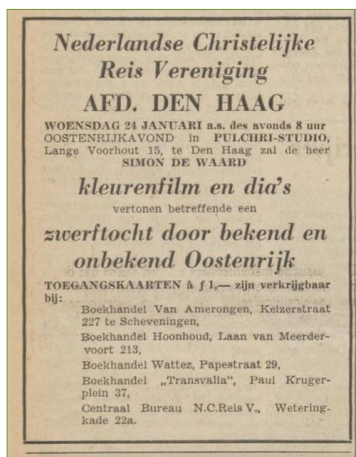 Nederlandse Christelijke
Reis Vereniging
AFD. DEN HAAG
WOENSDAG 24 JANUARI a.s. des avonds 8 uur
OOSTENRIJKAVOND in PULCHRI-STUDIO,
Lange Voorhout 15, te Den Haag zal de heer
SIMON DE WAARD
kleurenfilm en dia's
vertonen betreffende een
zwerftocht door bekend en
onbekend Oostenrijk
TOEGANGSKAARTEN à ƒ 1,— zijn verkrijgbaar
bij:
Boekhandel Van Amerongen, Keizerstraat
227 te Scheveningen,
Boekhandel Hoonhoud, Laan van Meerder-
voort 213,
Boekhandel Wattez, Papestraat 29,
Boekhandel „Transvalia", Paul Kruger-
plein 37,
Centraal Bureau N.C.Reis V., Wetering-
kade 22a.